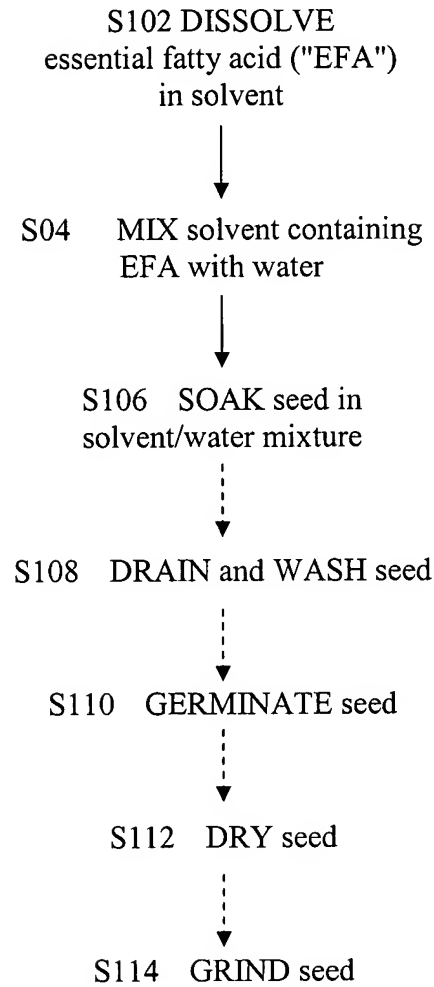 S102 DISSOLVE
essential fatty acid ("EFA")
in solvent
S04 MIX solvent containing
EFA with water
S106 SOAK seed in
solvent/water mixture
S108 DRAIN and WASH seed
S110 GERMINATE seed
S112 DRY seed
S114 GRIND seed